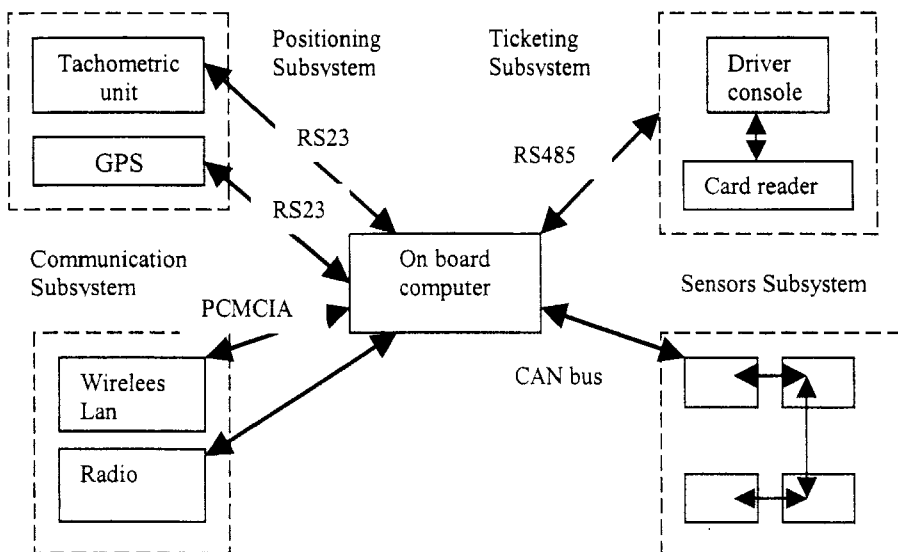 Positioning
Subsystem
Tachometric
unit
GPS
RS23
RS23
Ticketing
Subsystem
Driver
console
Card reader
RS485
On board
computer
Communication
Subsystem
PCMCIA
Wirelees
Lan
Radio
Sensors Subsystem
CAN bus